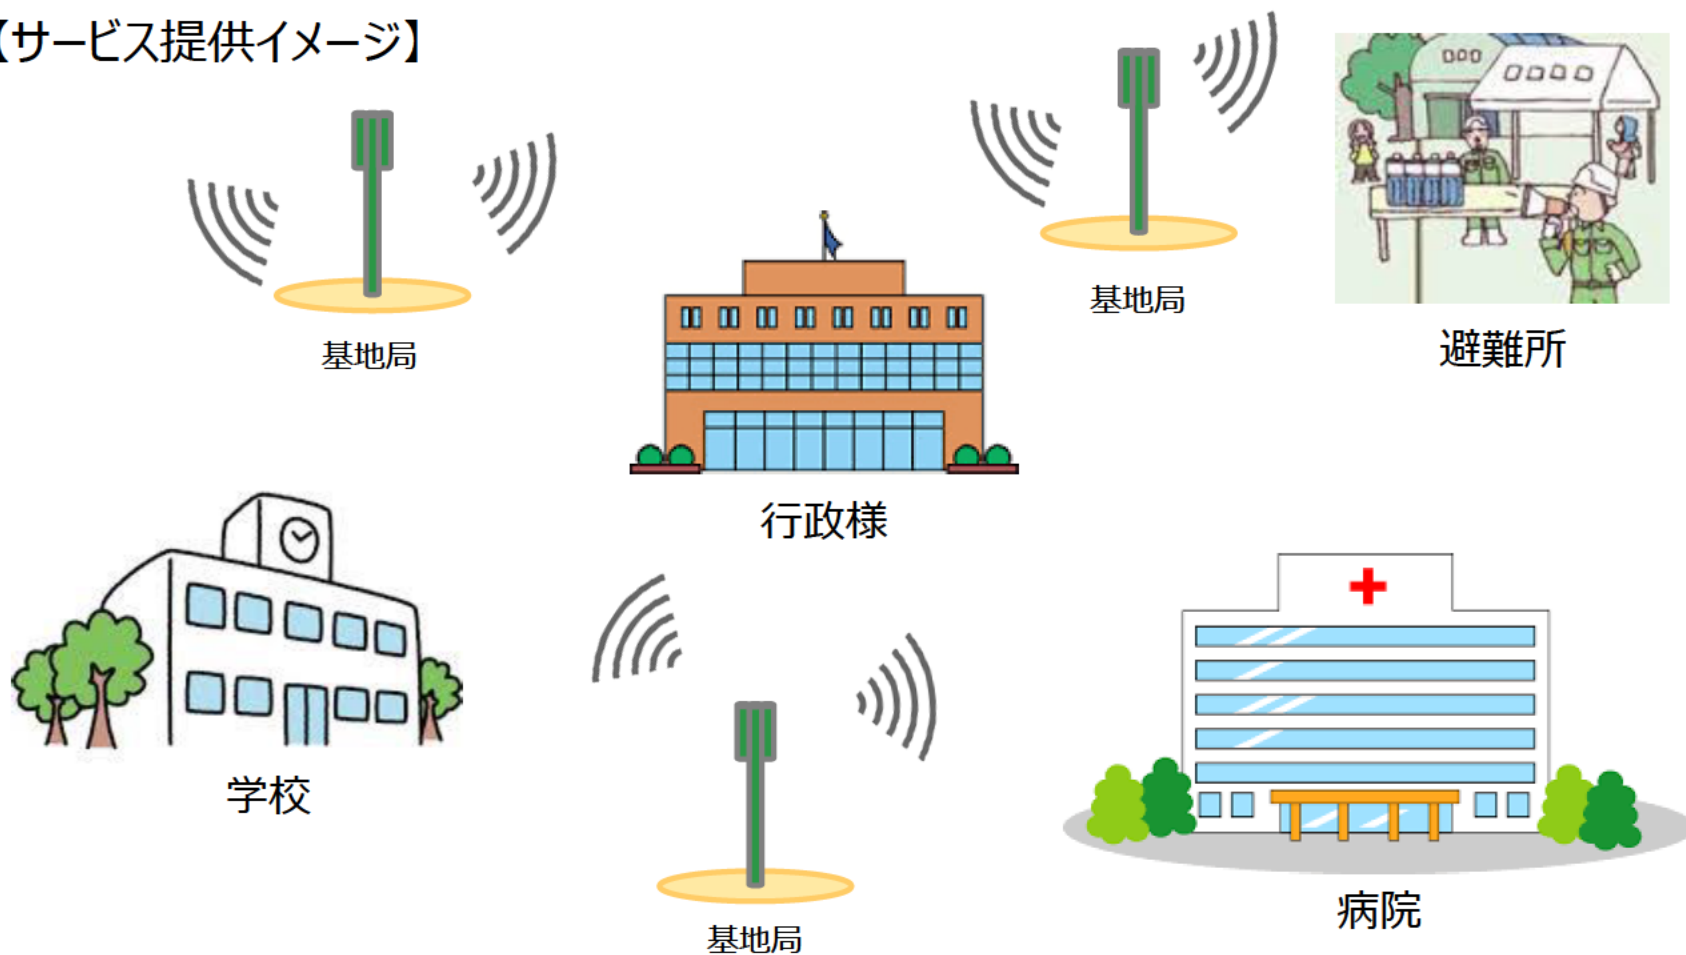 【サービス提供イメージ】
基地局
避難所
基地局
行政様
学校
病院
基地局